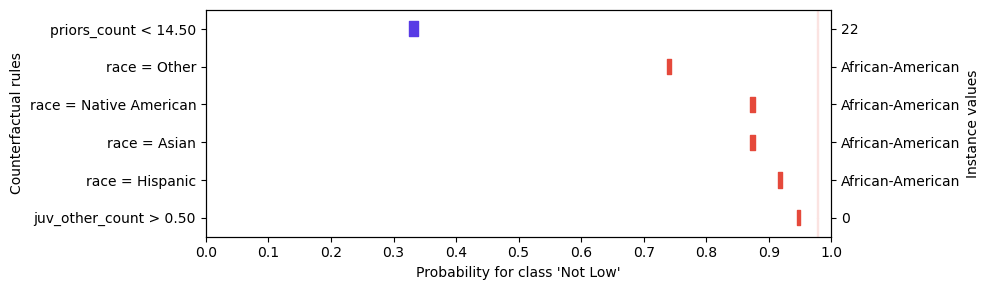 priors_count < 14.50
22
race = Other
African-American
race = Native American
African-American
race = Asian
African-American
race = Hispanic
African-American
juv_other_count > 0.50
0
Counterfactual rules
Instance values
0.0 0.1 0.2 0.3 0.4 0.5 0.6 0.7 0.8 0.9 1.0
Probability for class 'Not Low'